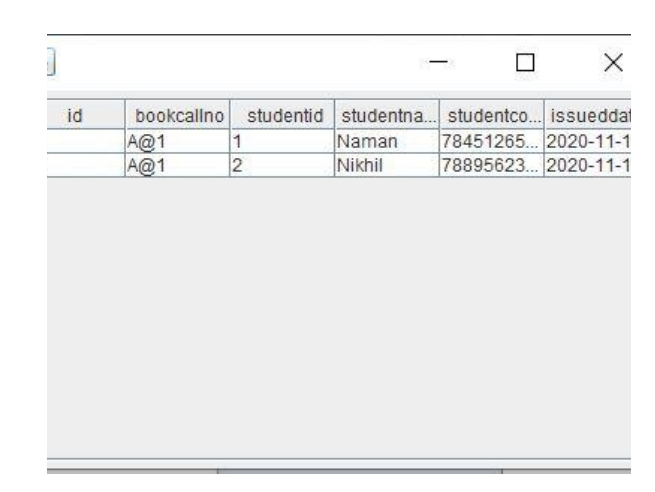 id bookcallno studentid studentna... studentco... issueddat
A@1 1 Naman 78451265... 2020-11-1
A@1 2 Nikhil 78895623... 2020-11-1